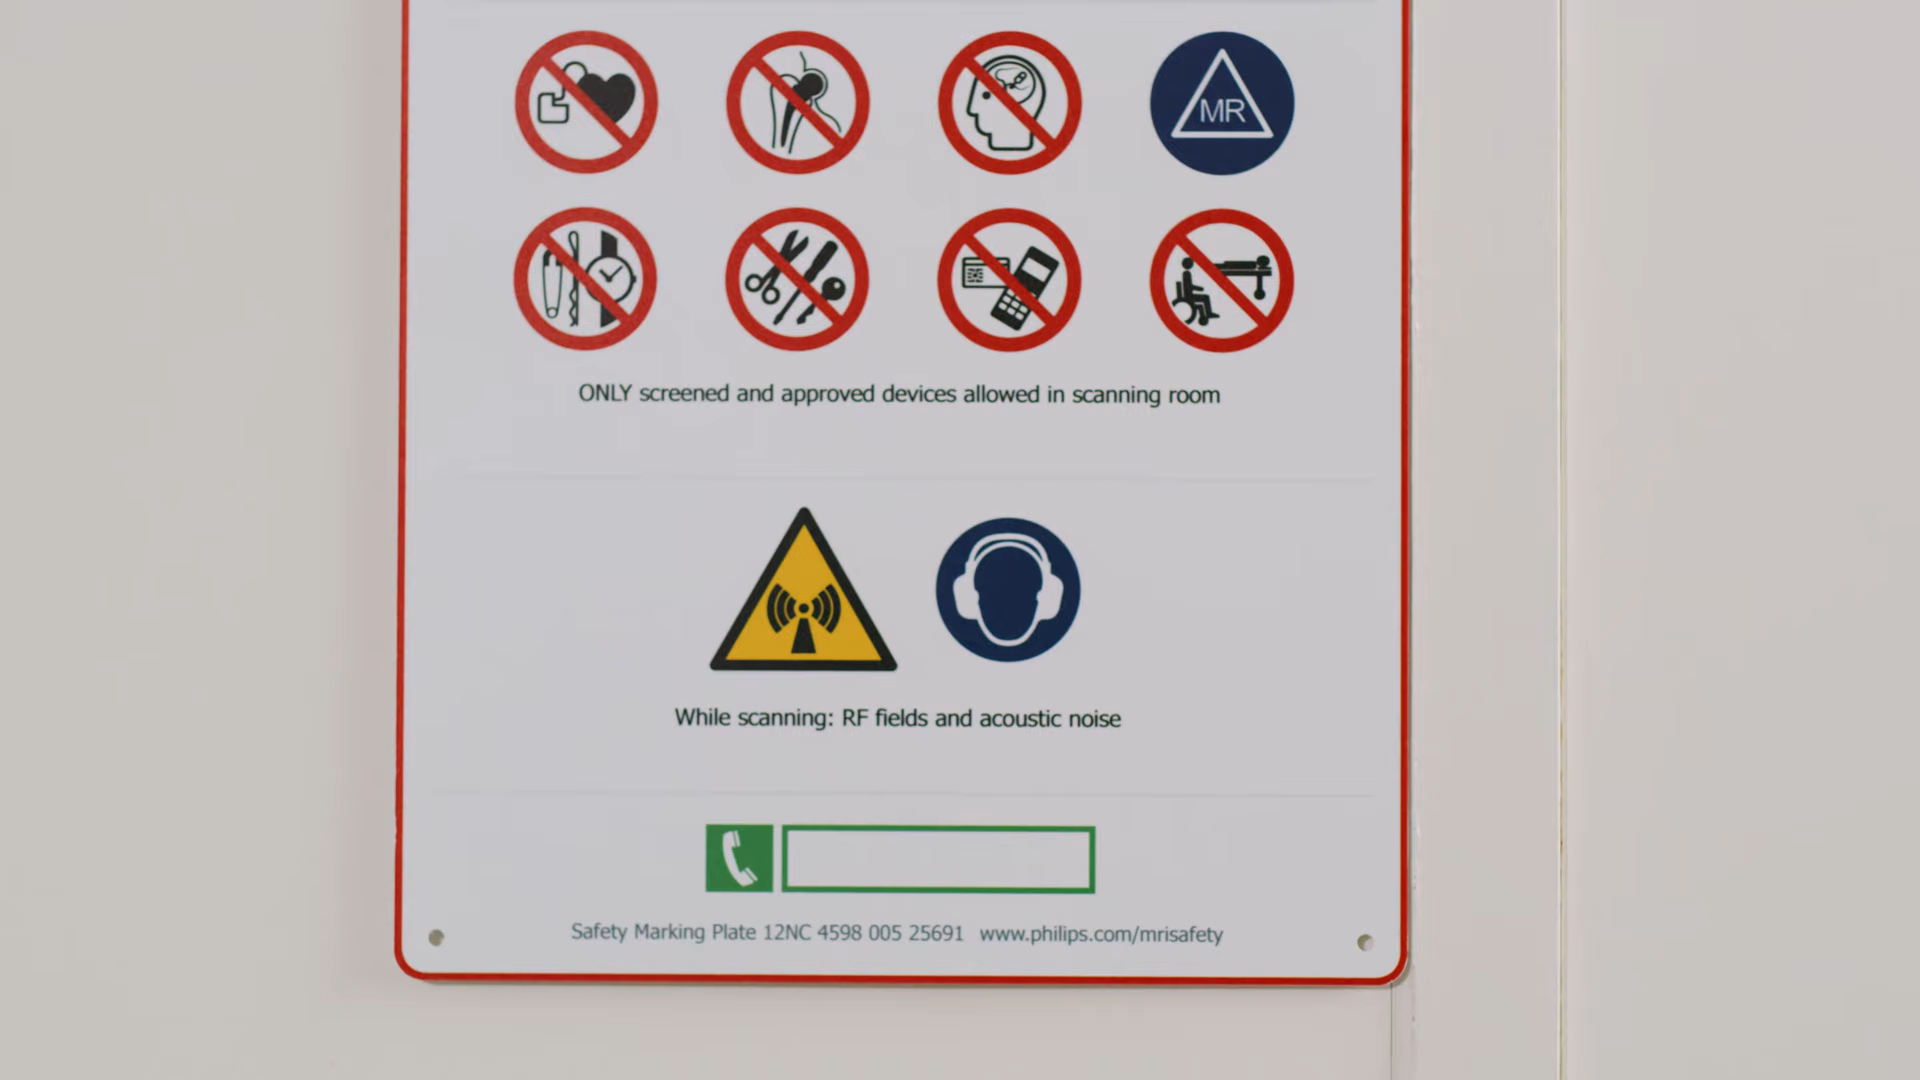 MR
ONLY screened and approved devices allowed in scanning room
While scanning: RF fields and acoustic noise
Safety Marking Plate 12NC 4598 005 25691 www.philips.com/mrisafety